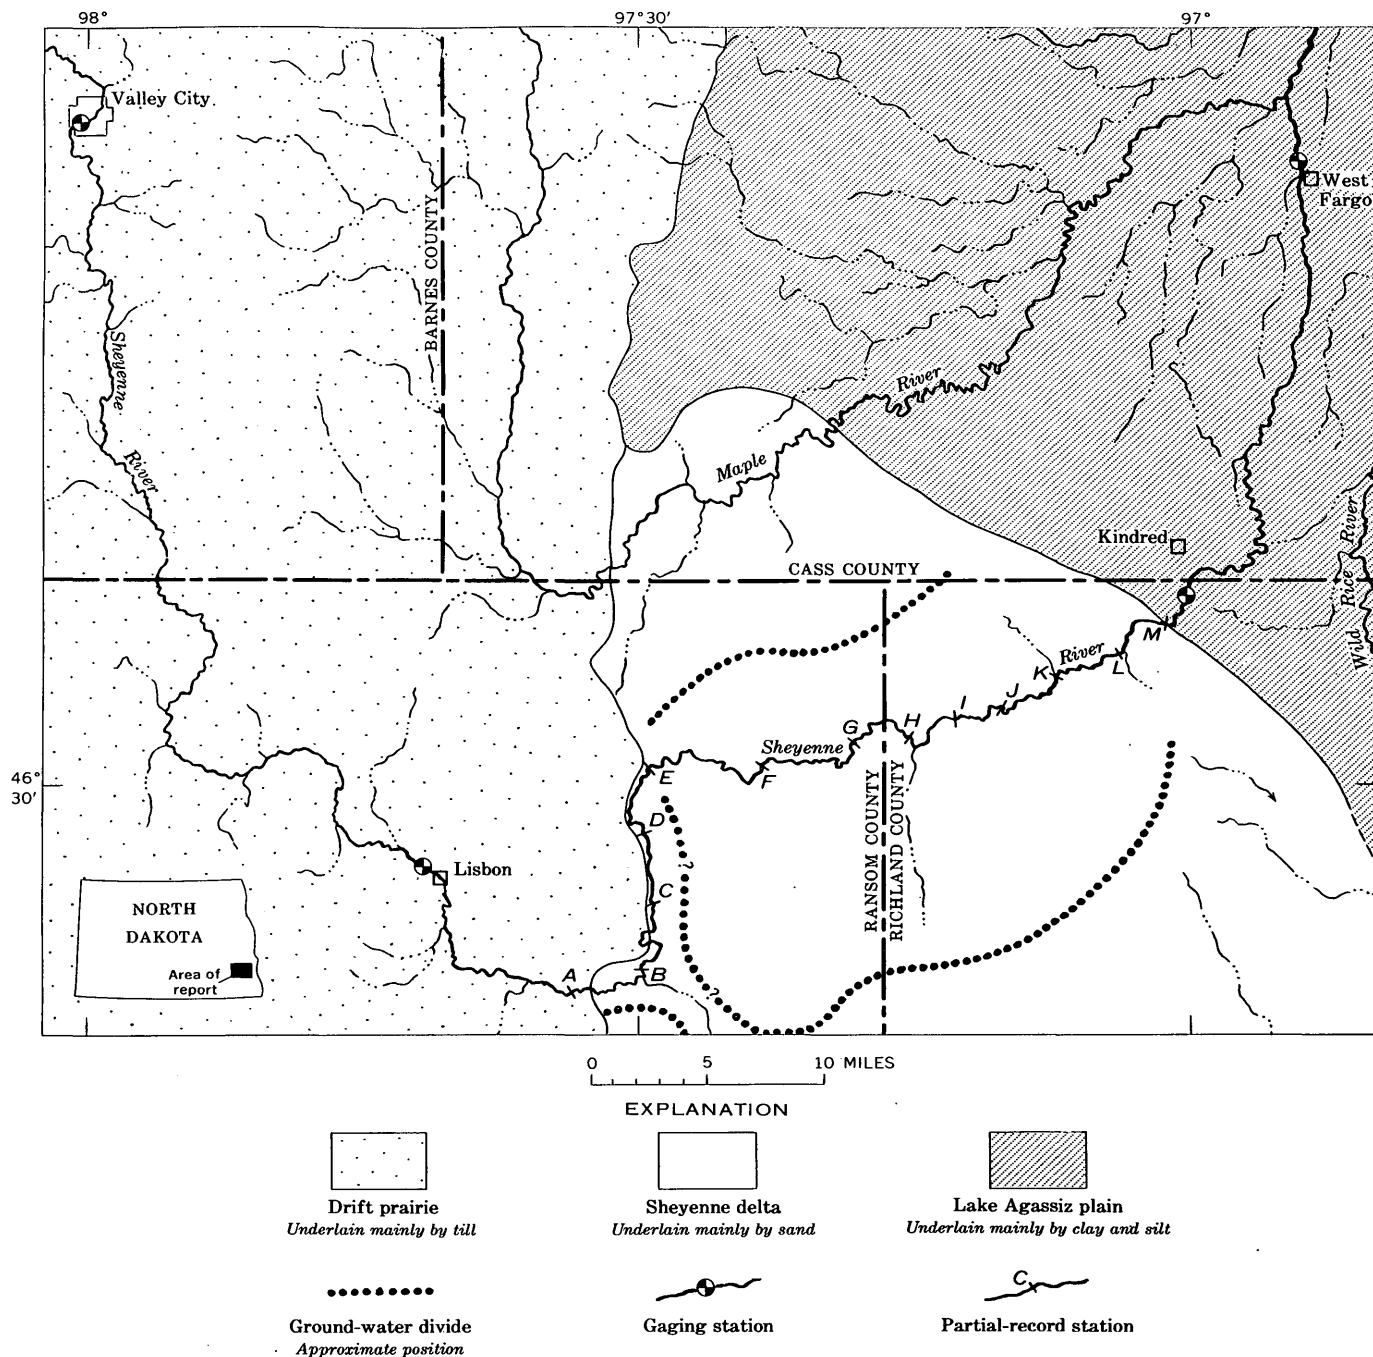 98°
97°30'
97°
Valley City
West
Fargo
BARNES COUNTY
Sheyenne
River
River
Maple
Kindred
CASS COUNTY
Wild Rice River
M
River
L
K
J
I
H
G
Sheyenne
F
E
46°
30'
D
RANSOM COUNTY
RICHLAND COUNTY
?
Lisbon
C
NORTH
DAKOTA
Area of
report
A
B
?
0 5 10 MILES
EXPLANATION
Drift prairie
Underlain mainly by till
Sheyenne delta
Underlain mainly by sand
Lake Agassiz plain
Underlain mainly by clay and silt
Ground-water divide
Approximate position
Gaging station
C
Partial-record station